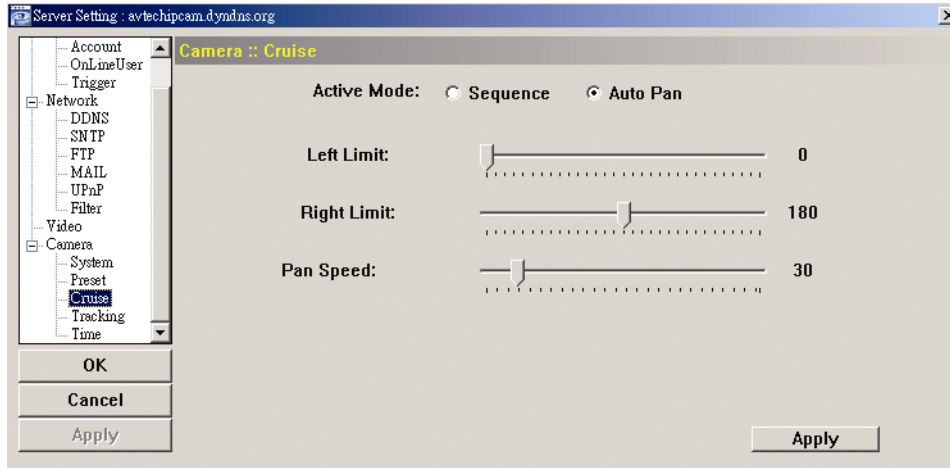 Server Setting : avtechipcam.dyndns.org
Account
OnLineUser
Trigger
Network
DDNS
SNTP
FTP
MAIL
UPnP
Filter
Video
Camera
System
Preset
Cruise
Tracking
Time
OK
Cancel
Apply
Camera :: Cruise
Active Mode: Sequence Auto Pan
Left Limit: 0
Right Limit: 180
Pan Speed: 30
Apply